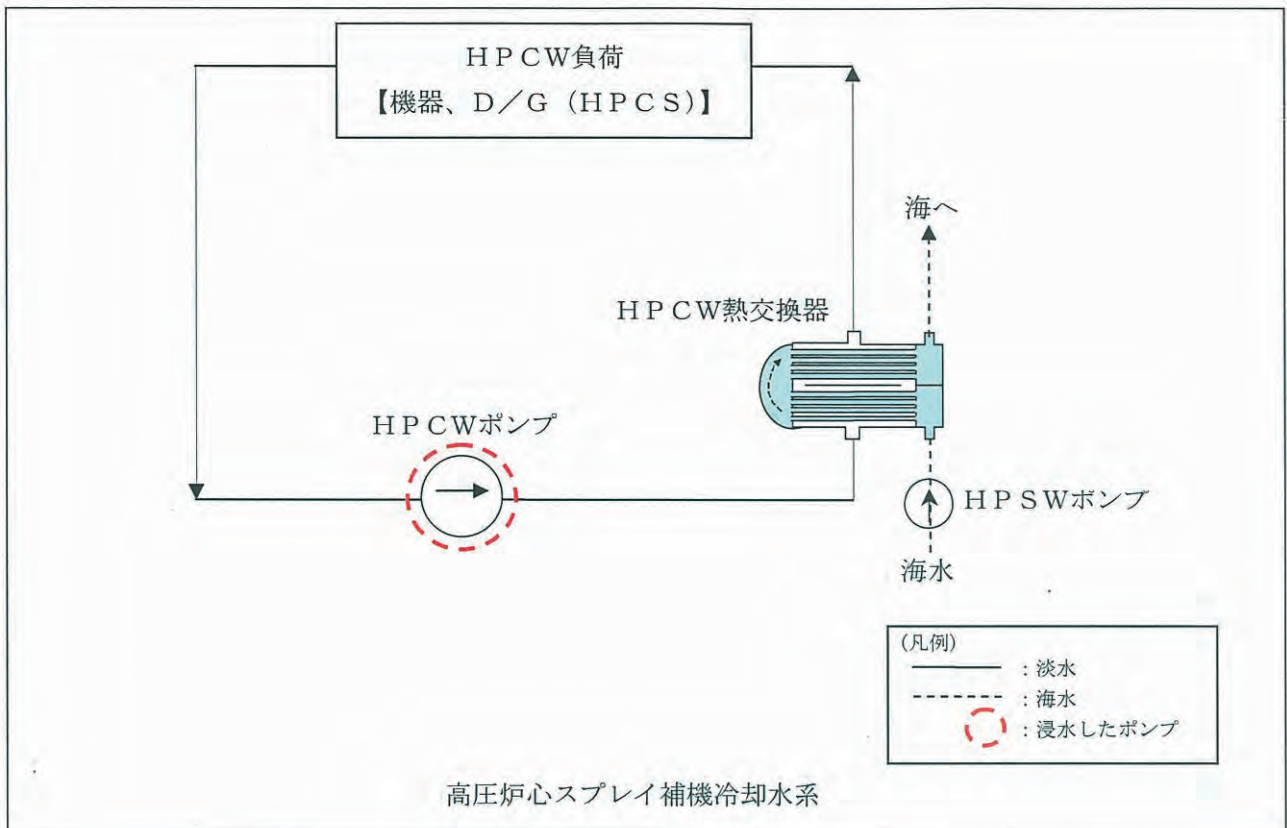 ＨＰＣＷ負荷
【機器、Ｄ／Ｇ（ＨＰＣＳ）】
海へ
ＨＰＣＷ熱交換器
ＨＰＣＷポンプ
ＨＰＳＷポンプ
海水
(凡例)
：淡水
：海水
：浸水したポンプ
高圧炉心スプレイ補機冷却水系